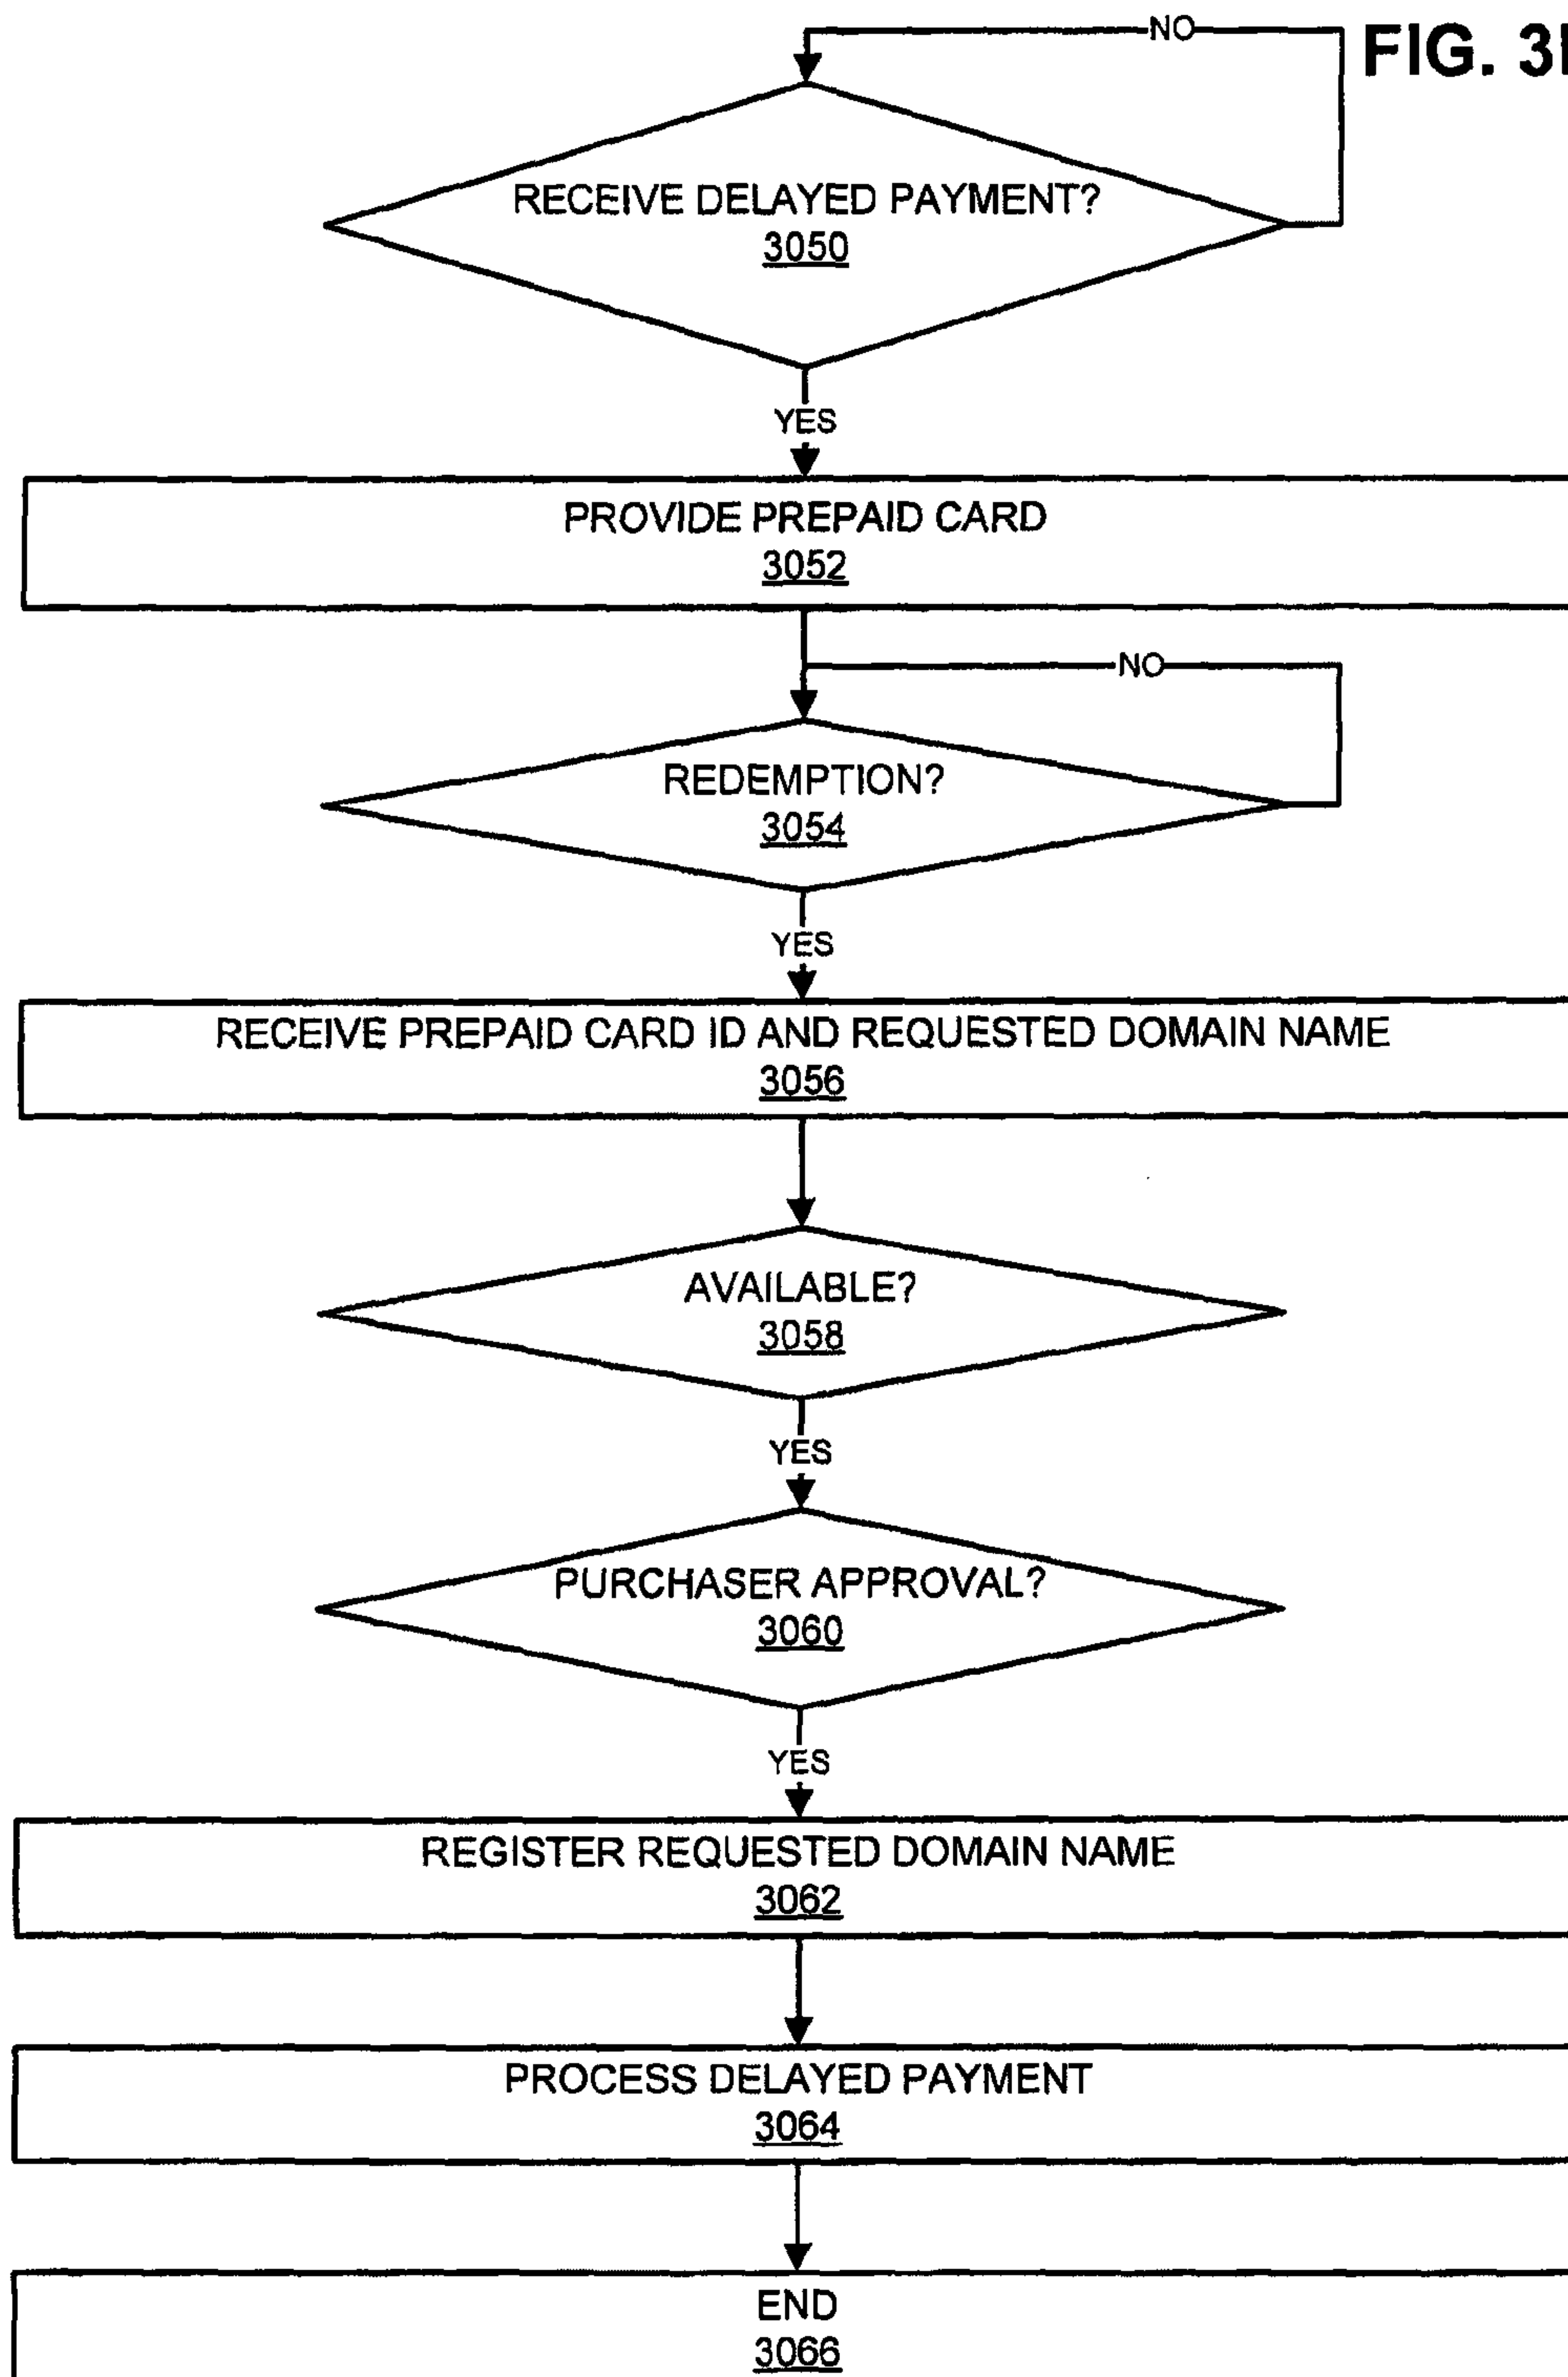 NO
FIG. 3
RECEIVE DELAYED PAYMENT?
3050
YES
PROVIDE PREPAID CARD
3052
NO
REDEMPTION?
3054
YES
RECEIVE PREPAID CARD ID AND REQUESTED DOMAIN NAME
3056
AVAILABLE?
3058
YES
PURCHASER APPROVAL?
3060
YES
REGISTER REQUESTED DOMAIN NAME
3062
PROCESS DELAYED PAYMENT
3064
END
3066